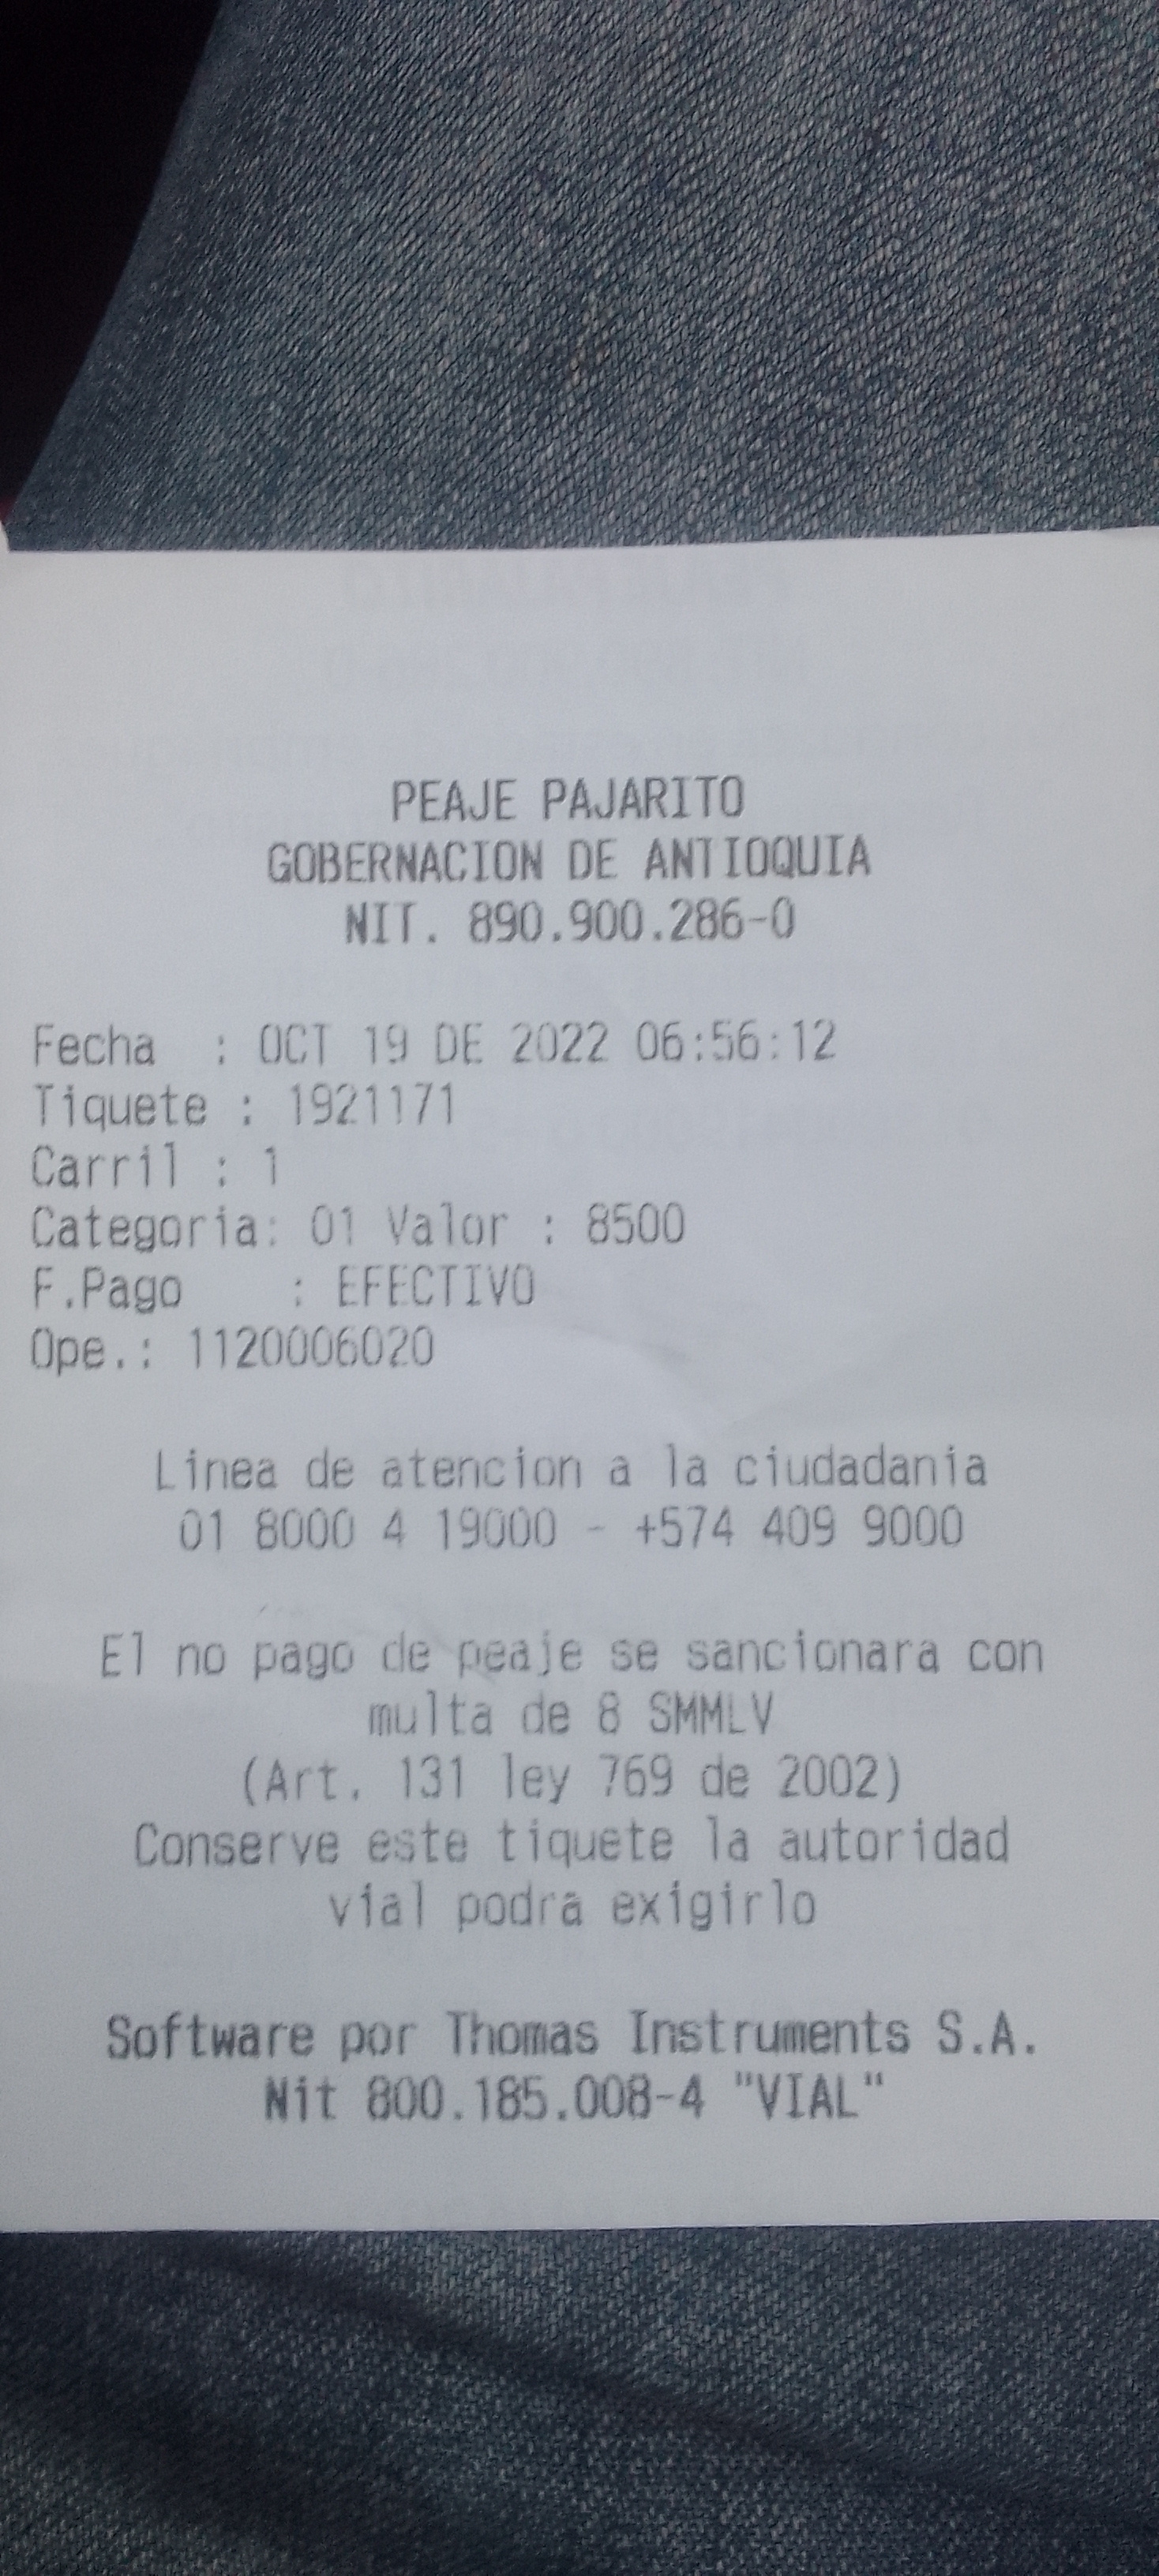 PEAJE PAJARITO
GOBERNACION DE ANTIOQUIA
NIT. 890.900.286-0
Fecha : OCT 19 DE 2022 06:56:12
Tiquete : 1921171
Carril : 1
Categoria: 01 Valor : 8500
F.Pago : EFECTIVO
Ope.: 1120006020
Linea de atencion a la ciudadania
01 8000 4 19000 - +574 409 9000
El no pago de peaje se sancionara con
multa de 8 SMMLV
(Art. 131 ley 769 de 2002)
Conserve este tiquete la autoridad
vial podra exigirlo
Software por Thomas Instruments S.A.
Nit 800.185.008-4 "VIAL"